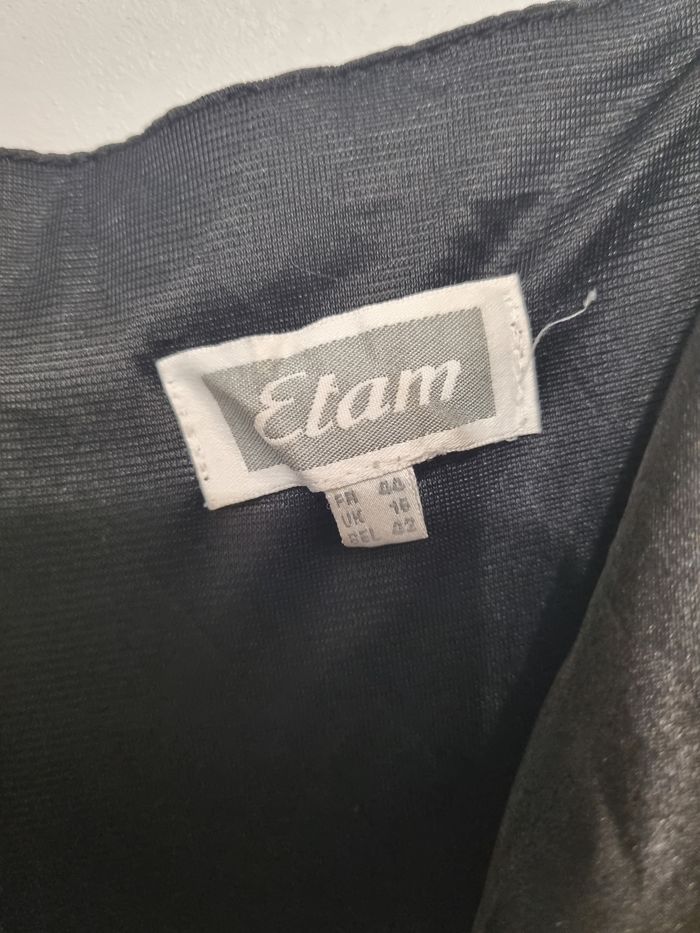 Etam
FR 44
UK 16
BEL 42